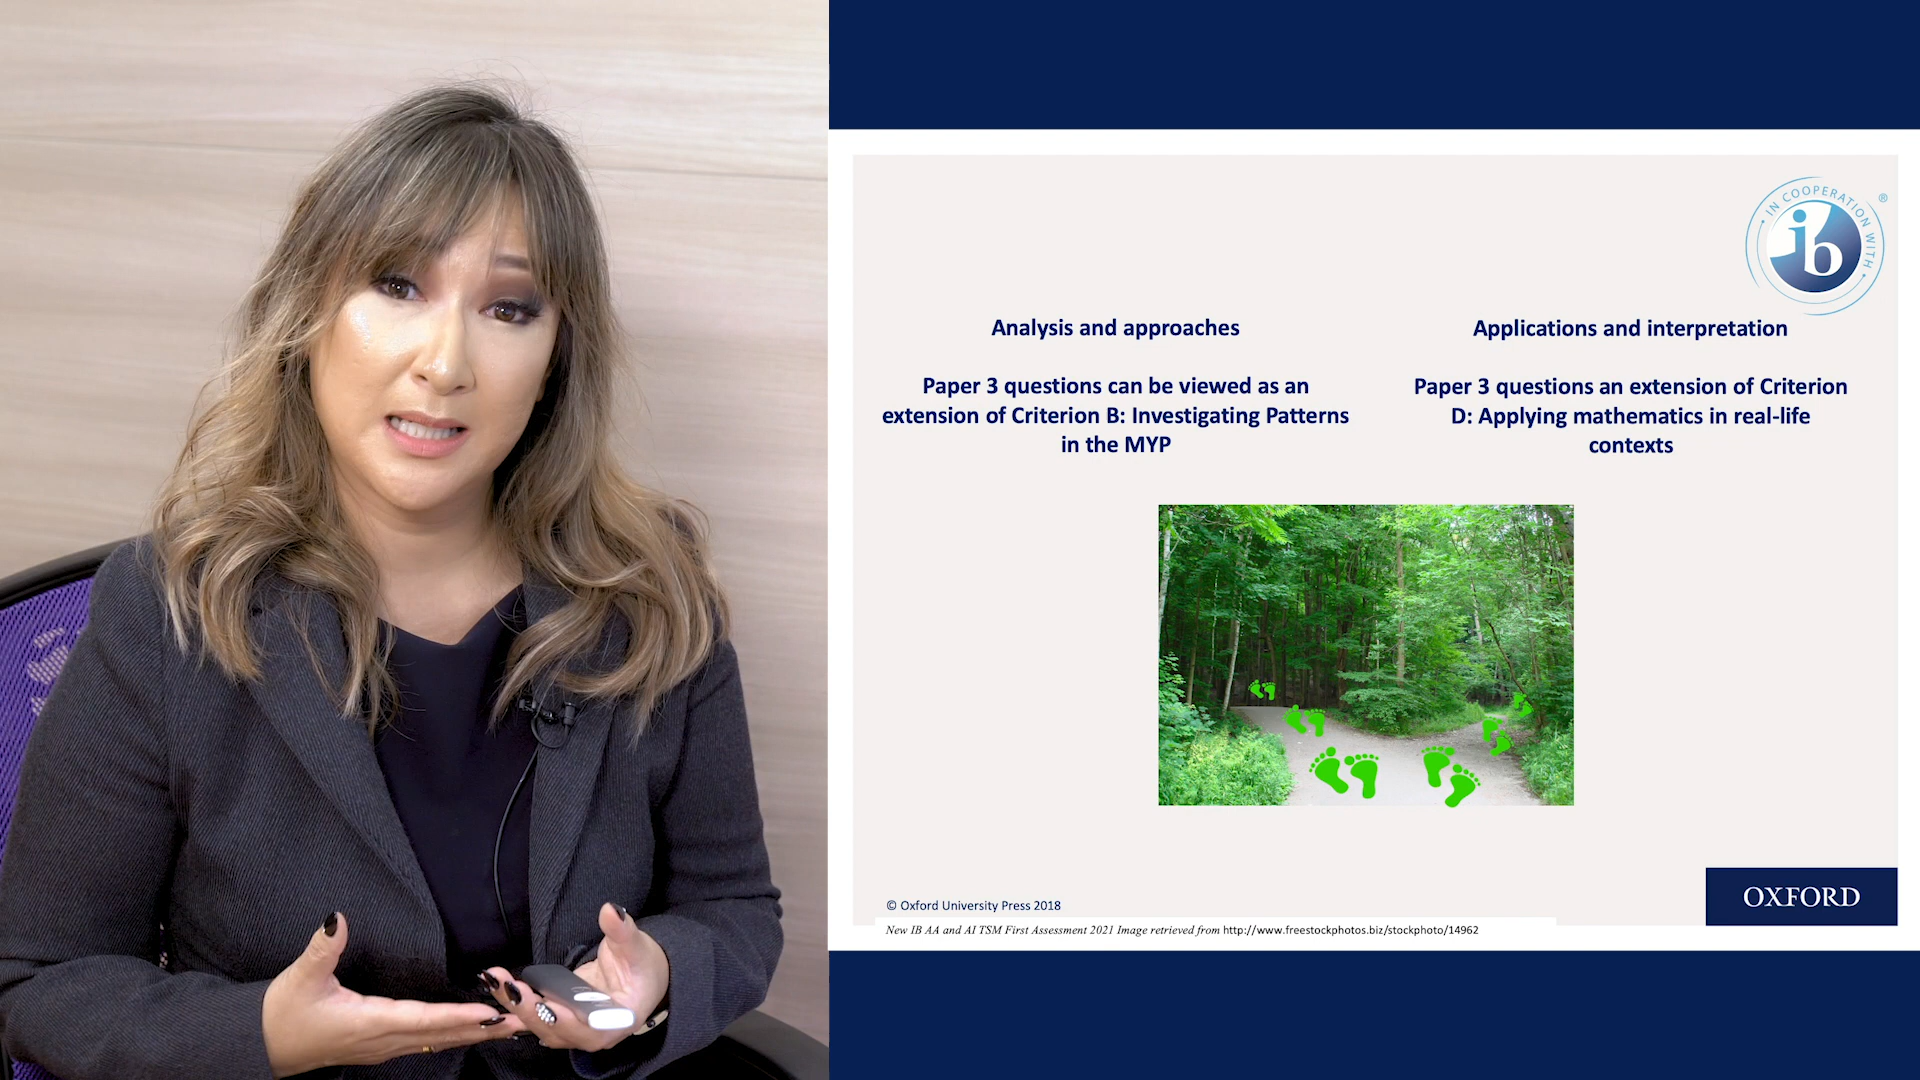 IN COOPERATION WITH
ib
®
Analysis and approaches
Paper 3 questions can be viewed as an
extension of Criterion B: Investigating Patterns
in the MYP
Applications and interpretation
Paper 3 questions an extension of Criterion
D: Applying mathematics in real-life
contexts
© Oxford University Press 2018
OXFORD
New IB AA and AI TSM First Assessment 2021 Image retrieved from http://www.freestockphotos.biz/stockphoto/14962